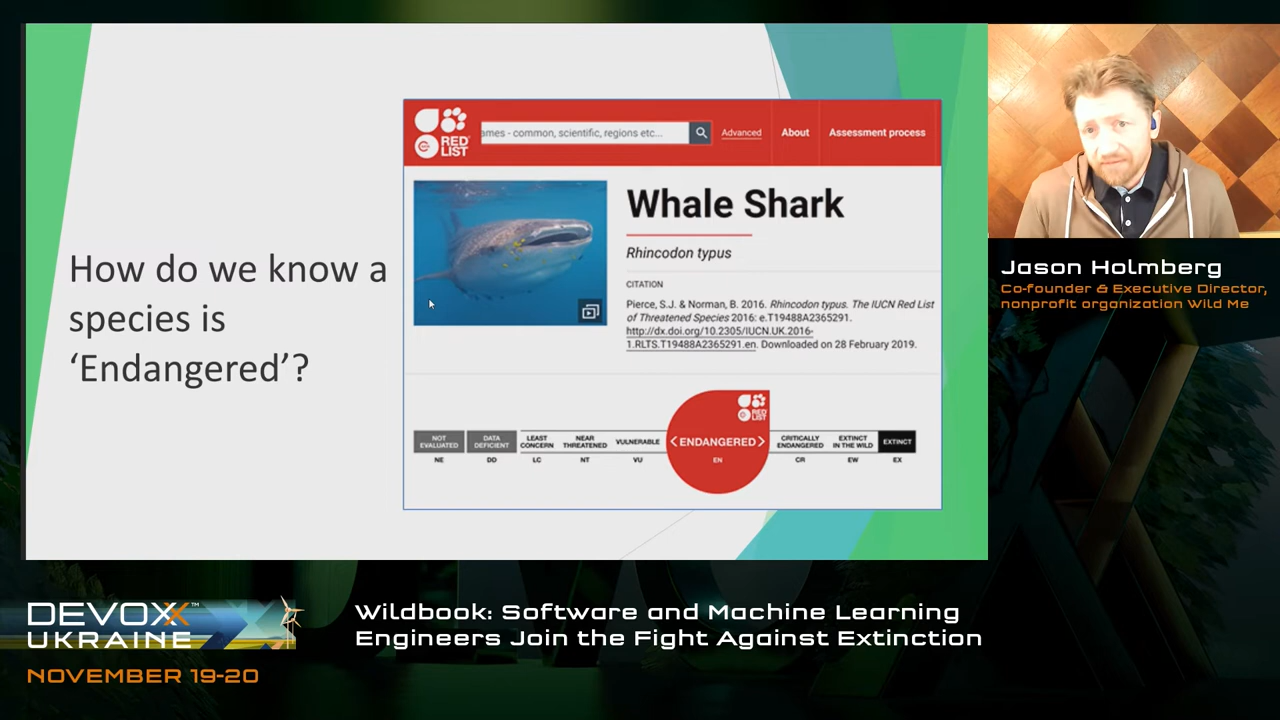 How do we know a
species is
‘Endangered’?
RED
LIST
ames - common, scientific, regions etc...
Advanced
About
Assessment process
Whale Shark
Rhincodon typus
CITATION
Pierce, S.J. & Norman, B. 2016. Rhincodon typus. The IUCN Red List
of Threatened Species 2016: e.T19488A2365291.
http://dx.doi.org/10.2305/IUCN.UK.2016-
1.RLTS.T19488A2365291.en. Downloaded on 28 February 2019.
RED
LIST
NOT
EVALUATED
DATA
DEFICIENT
LEAST
CONCERN
NEAR
THREATENED
VULNERABLE
<ENDANGERED>
CRITICALLY
ENDANGERED
EXTINCT
IN THE WILD
EXTINCT
NE
DD
LC
NT
VU
EN
CR
EW
EX
Jason Holmberg
Co-founder & Executive Director,
nonprofit organization Wild Me
DEVOXX™
UKRAINE
NOVEMBER 19-20
Wildbook: Software and Machine Learning
Engineers Join the Fight Against Extinction